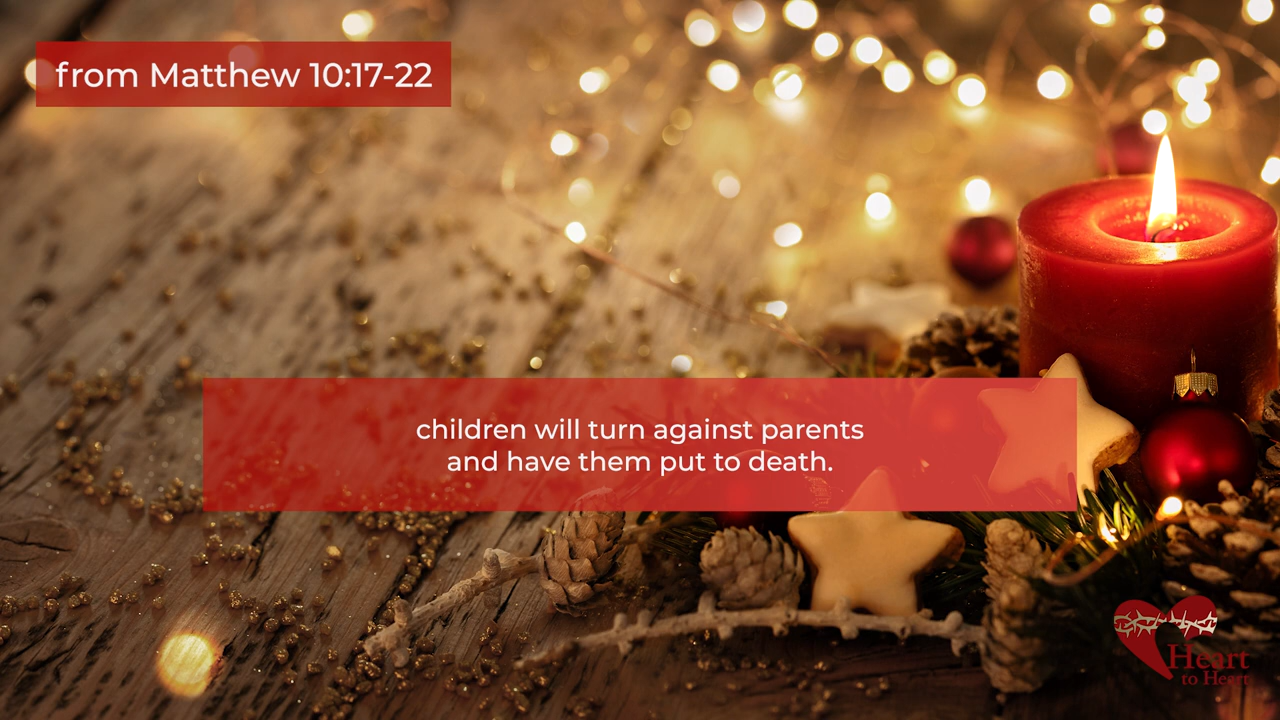 from Matthew 10:17-22
children will turn against parents
and have them put to death.
Heart
to Heart